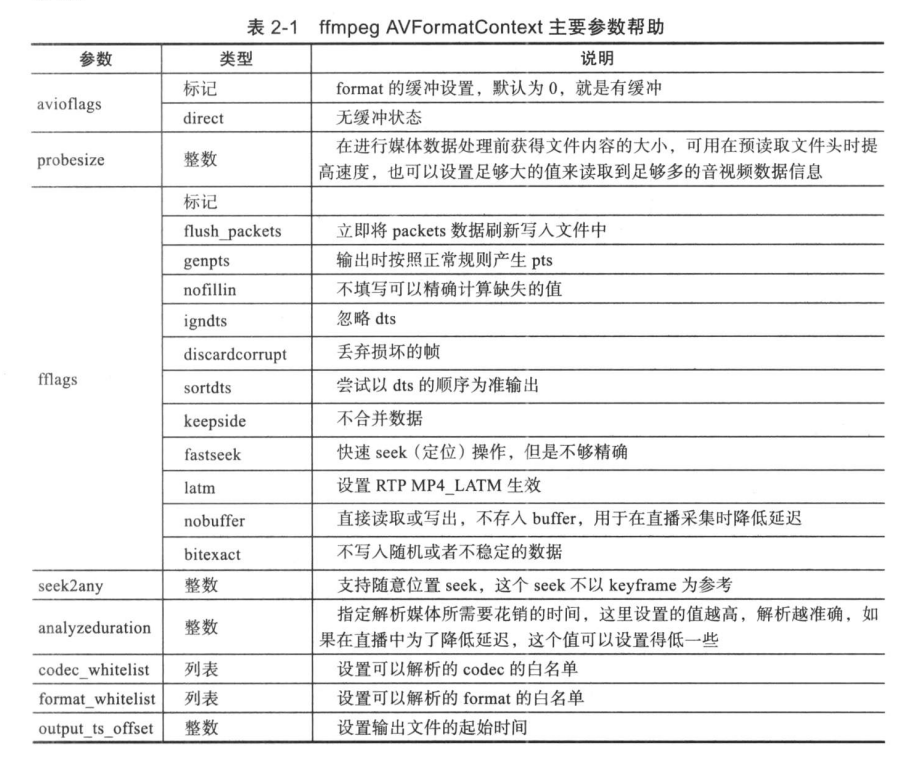 表 2-1 ffmpeg AVFormatContext 主要参数帮助
参数 类型 说明
avioflags 标记 format 的缓冲设置，默认为 0，就是有缓冲
direct 无缓冲状态
probesize 整数 在进行媒体数据处理前获得文件内容的大小，可用在预读取文件头时提
高速度，也可以设置足够大的值来读取到足够多的音视频数据信息
fflags 标记
flush_packets 立即将 packets 数据刷新写入文件中
genpts 输出时按照正常规则产生 pts
nofillin 不填写可以精确计算缺失的值
igndts 忽略 dts
discardcorrupt 丢弃损坏的帧
sortdts 尝试以 dts 的顺序为准输出
keepside 不合并数据
fastseek 快速 seek（定位）操作，但是不够精确
latm 设置 RTP MP4_LATM 生效
nobuffer 直接读取或写出，不存入 buffer，用于在直播采集时降低延迟
bitexact 不写入随机或者不稳定的数据
seek2any 整数 支持随意位置 seek，这个 seek 不以 keyframe 为参考
analyzeduration 整数 指定解析媒体所需要花销的时间，这里设置的值越高，解析越准确，如
果在直播中为了降低延迟，这个值可以设置得低一些
codec_whitelist 列表 设置可以解析的 codec 的白名单
format_whitelist 列表 设置可以解析的 format 的白名单
output_ts_offset 整数 设置输出文件的起始时间